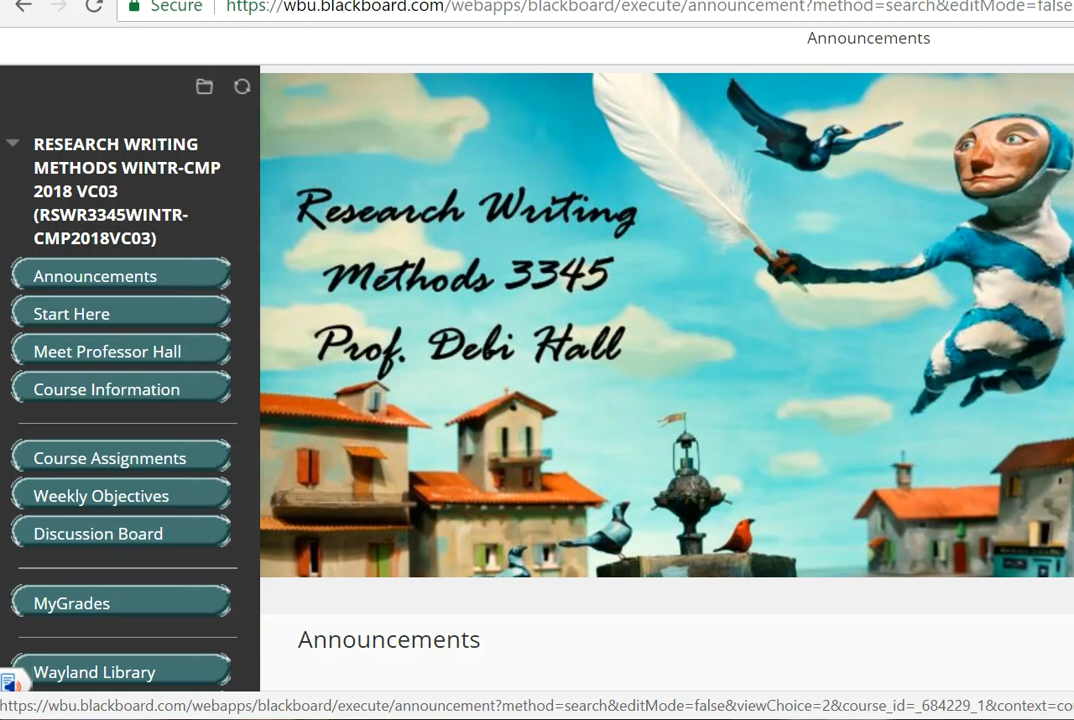 Secure
https://wbu.blackboard.com/webapps/blackboard/execute/announcement?method=search&editMode=false
Announcements
RESEARCH WRITING
METHODS WINTR-CMP
2018 VC03
(RSWR3345WINTR-
CMP2018VC03)
Announcements
Start Here
Meet Professor Hall
Course Information
Course Assignments
Weekly Objectives
Discussion Board
MyGrades
Wayland Library
Research Writing
Methods 3345
Prof. Debi Hall
Announcements
https://wbu.blackboard.com/webapps/blackboard/execute/announcement?method=search&editMode=false&viewChoice=2&course_id=_684229_1&context=co